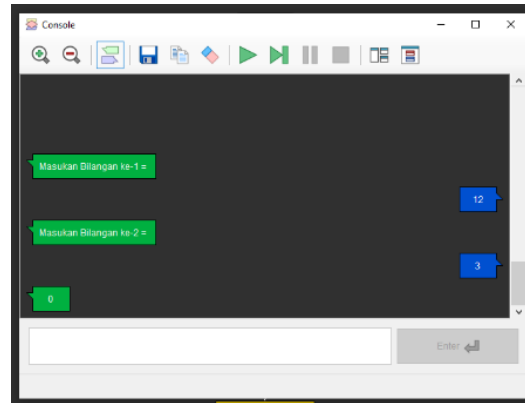 Console
Masukan Bilangan ke-1 =
12
Masukan Bilangan ke-2 =
3
0
Enter